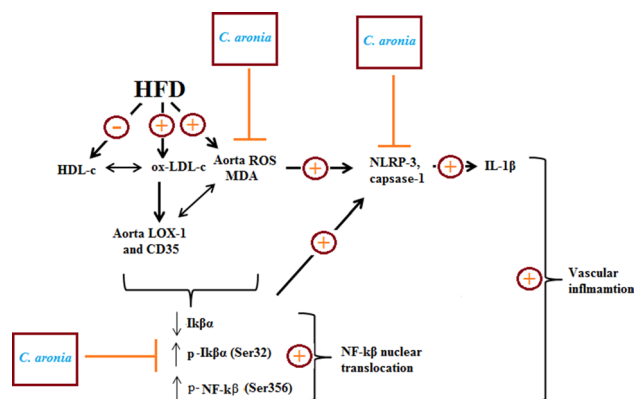 C. aronia
C. aronia
HFD
−
+
+
HDL-c
ox-LDL-c
Aorta ROS
MDA
+
NLRP-3,
capsase-1
+
IL-1β
Aorta LOX-1
and CD35
+
+
Vascular
inflmamtion
Ikβα
C. aronia
p-Ikβα (Ser32)
+
NF-kβ nuclear
translocation
p-NF-kβ (Ser356)